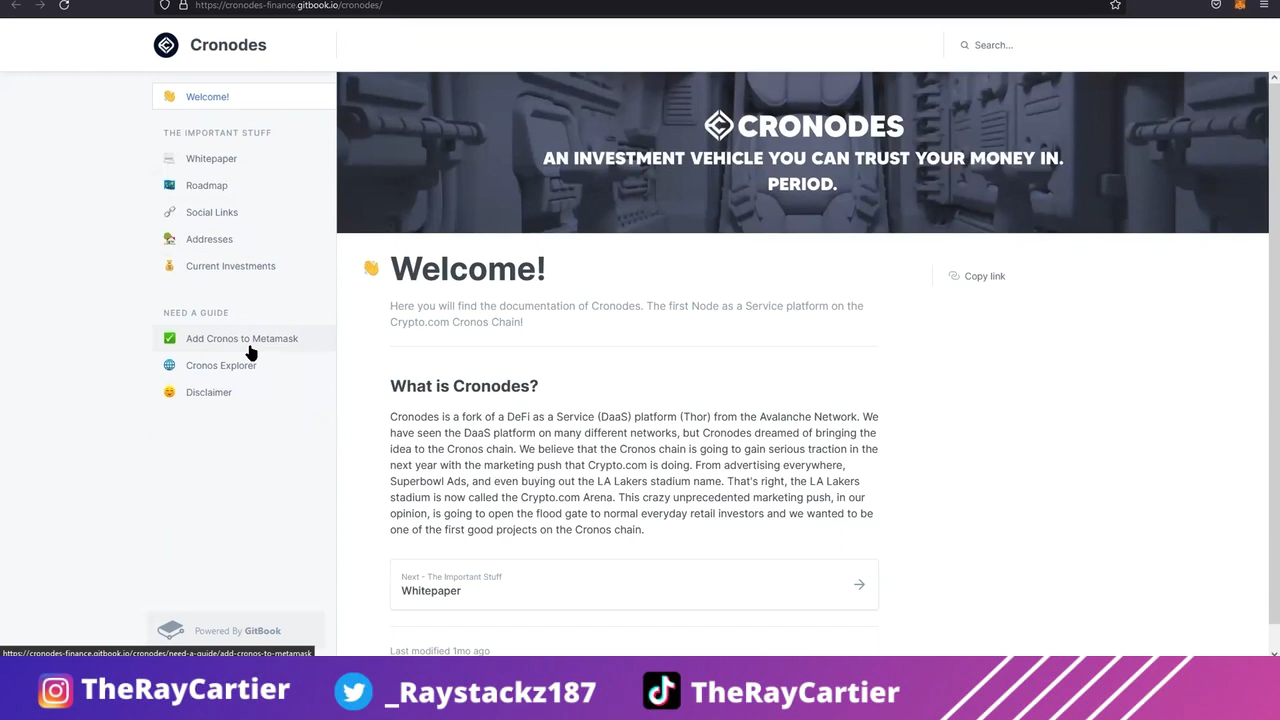 https://cronodes-finance.gitbook.io/cronodes/
Cronodes
Search...
Welcome!
THE IMPORTANT STUFF
Whitepaper
Roadmap
Social Links
Addresses
Current Investments
NEED A GUIDE
Add Cronos to Metamask
Cronos Explorer
Disclaimer
Powered By GitBook
https://cronodes-finance.gitbook.io/cronodes/need-a-guide/add-cronos-to-metamask
CRONODES
AN INVESTMENT VEHICLE YOU CAN TRUST YOUR MONEY IN.
PERIOD.
Welcome!
Copy link
Here you will find the documentation of Cronodes. The first Node as a Service platform on the
Crypto.com Cronos Chain!
What is Cronodes?
Cronodes is a fork of a DeFi as a Service (DaaS) platform (Thor) from the Avalanche Network. We
have seen the DaaS platform on many different networks, but Cronodes dreamed of bringing the
idea to the Cronos chain. We believe that the Cronos chain is going to gain serious traction in the
next year with the marketing push that Crypto.com is doing. From advertising everywhere,
Superbowl Ads, and even buying out the LA Lakers stadium name. That's right, the LA Lakers
stadium is now called the Crypto.com Arena. This crazy unprecedented marketing push, in our
opinion, is going to open the flood gate to normal everyday retail investors and we wanted to be
one of the first good projects on the Cronos chain.
Next - The Important Stuff
Whitepaper
Last modified 1mo ago
TheRayCartier
_Raystackz187
TheRayCartier